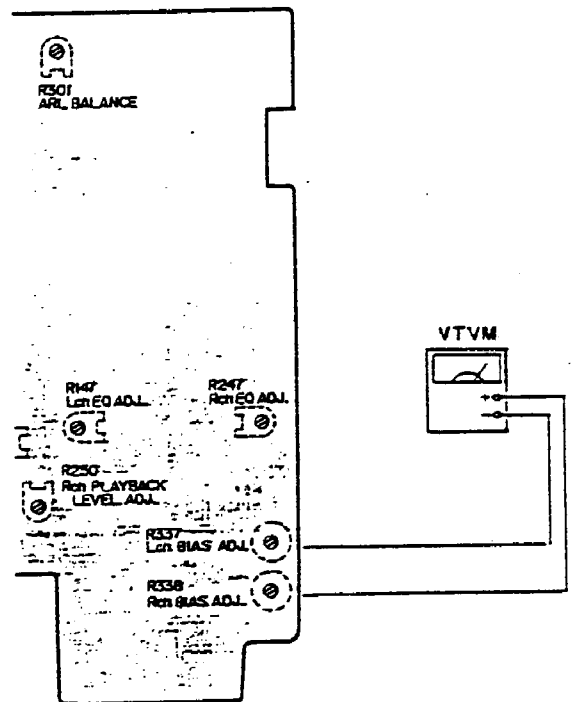 R301
ARL BALANCE
VTVM
+
−
R147
Lch EQ ADJ.
R247
Rch EQ ADJ.
R250
Rch PLAYBACK
LEVEL ADJ.
R337
Lch BIAS ADJ.
R338
Rch BIAS ADJ.